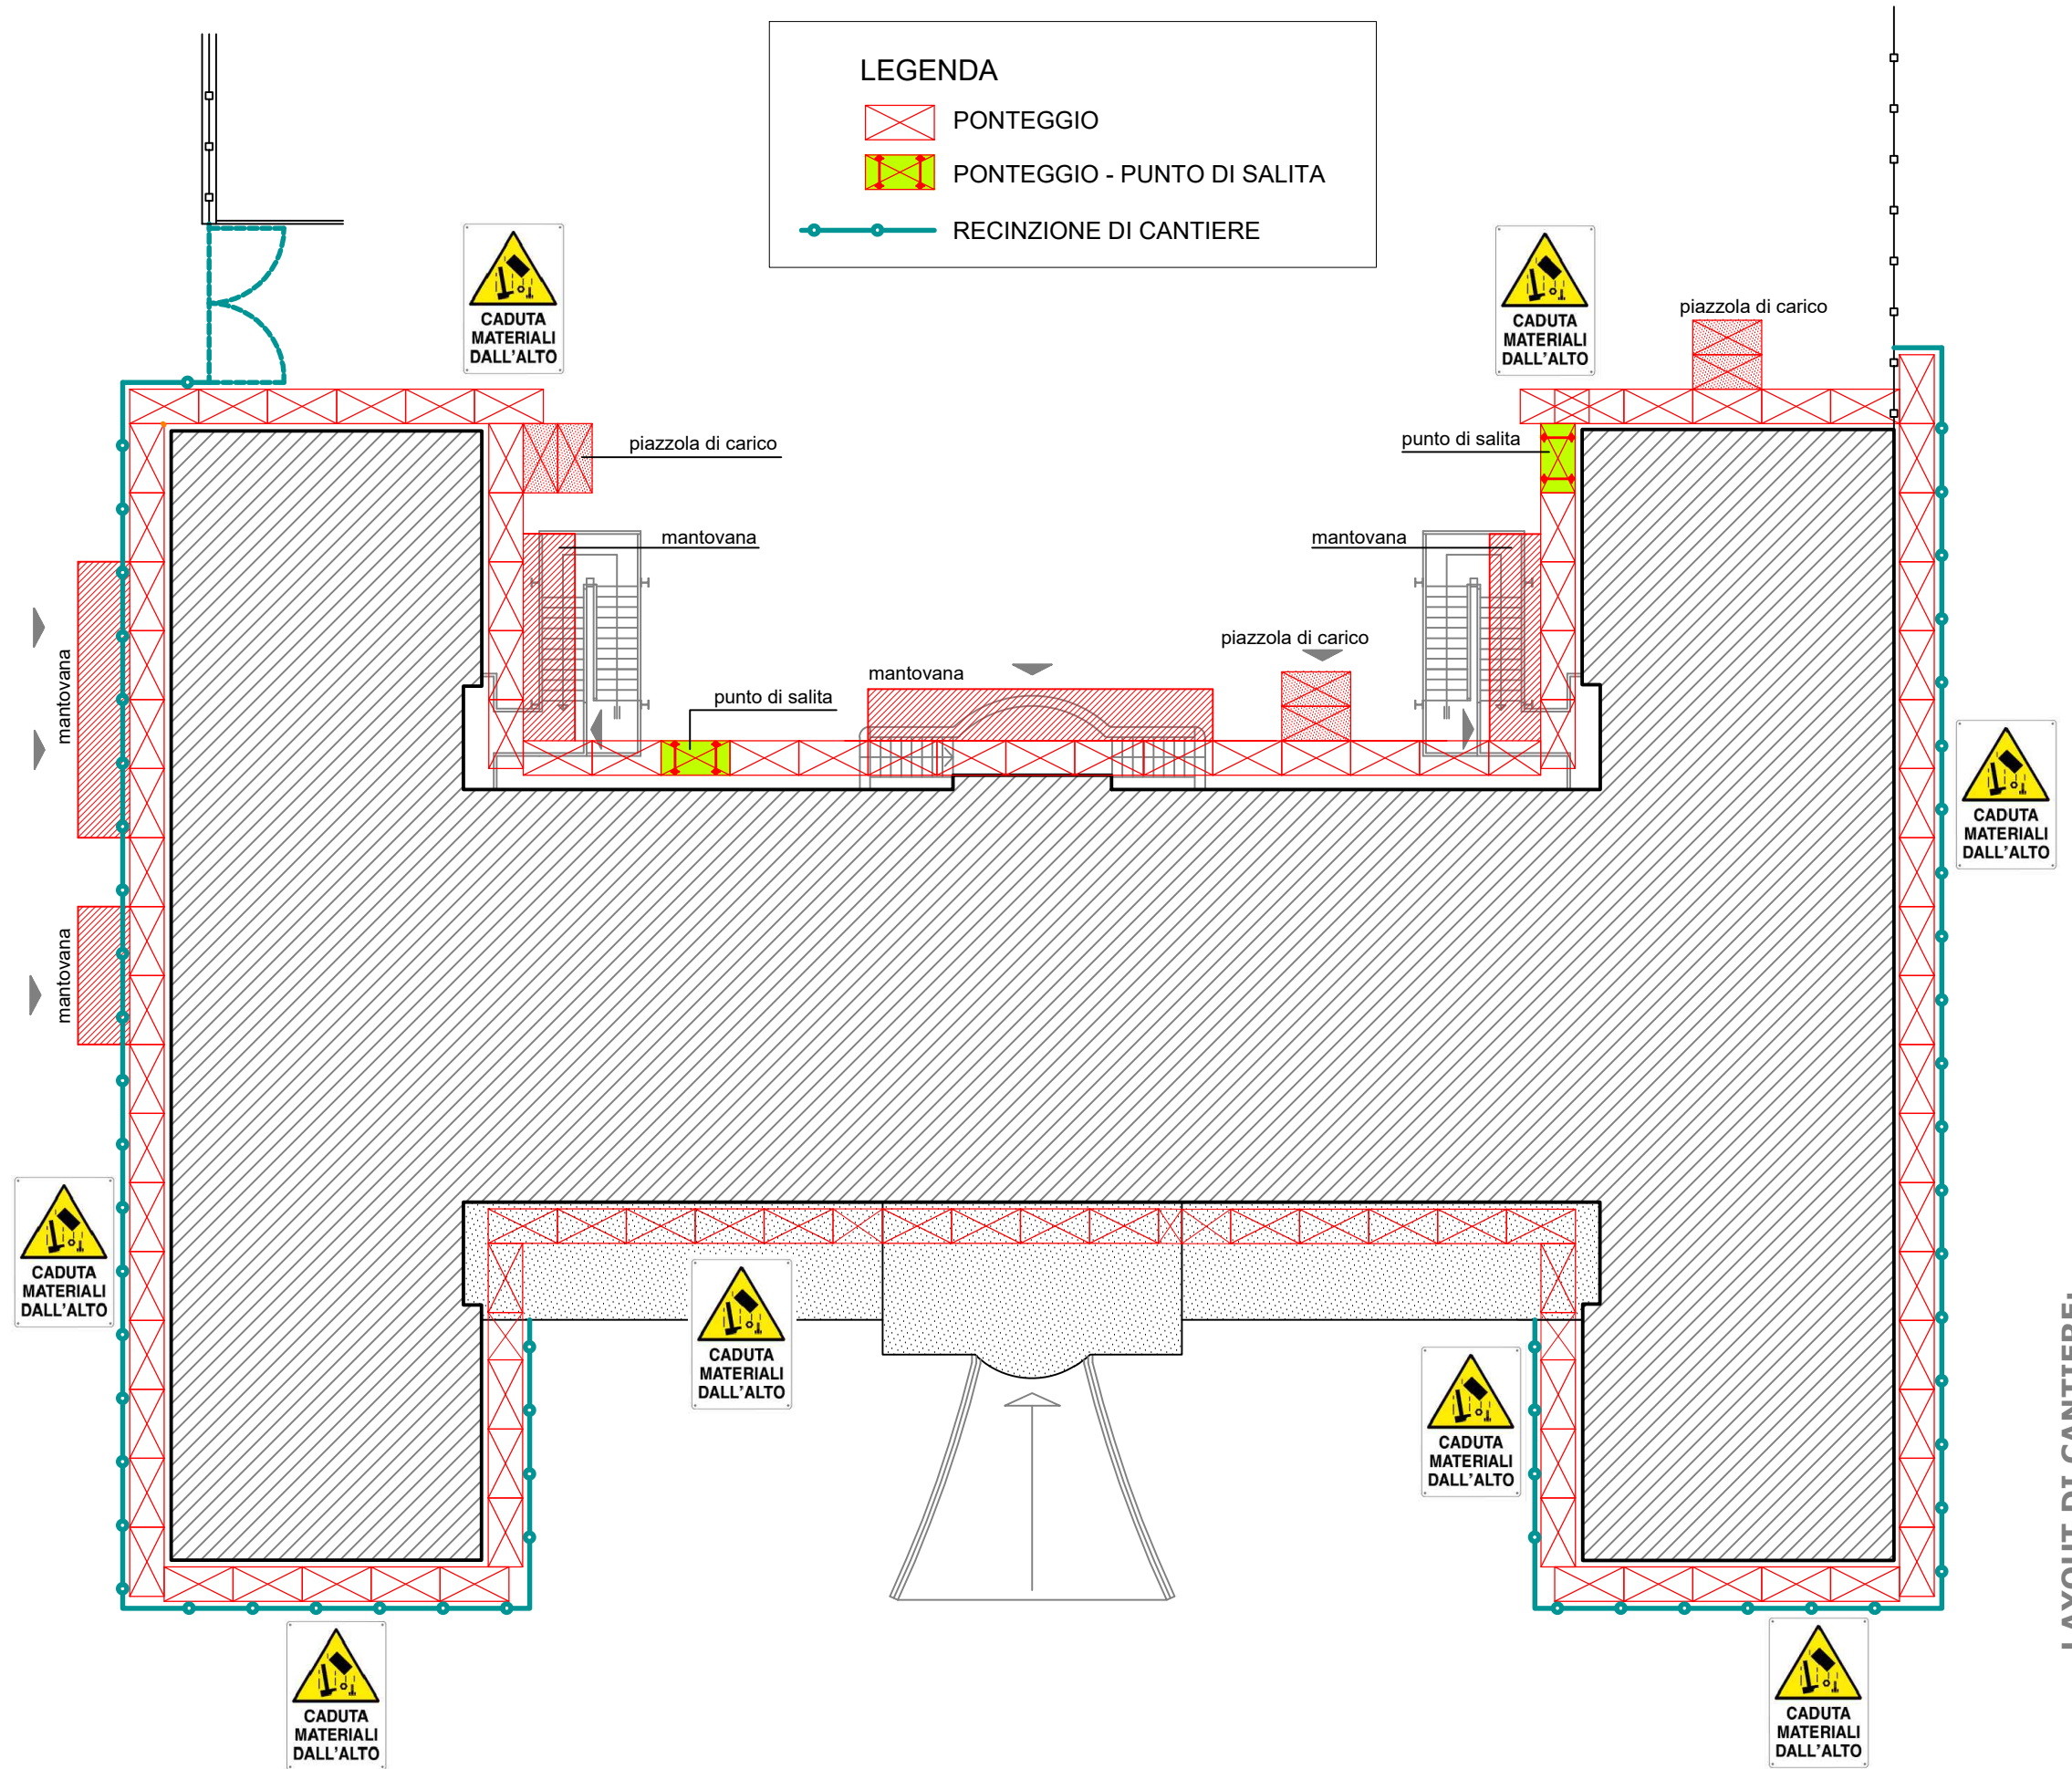 LEGENDA
PONTEGGIO
PONTEGGIO - PUNTO DI SALITA
RECINZIONE DI CANTIERE
CADUTA
MATERIALI
DALL'ALTO
CADUTA
MATERIALI
DALL'ALTO
piazzola di carico
piazzola di carico
punto di salita
mantovana
mantovana
piazzola di carico
mantovana
punto di salita
mantovana
mantovana
CADUTA
MATERIALI
DALL'ALTO
CADUTA
MATERIALI
DALL'ALTO
CADUTA
MATERIALI
DALL'ALTO
CADUTA
MATERIALI
DALL'ALTO
CADUTA
MATERIALI
DALL'ALTO
CADUTA
MATERIALI
DALL'ALTO
LAYOUT DI CANTIERE: